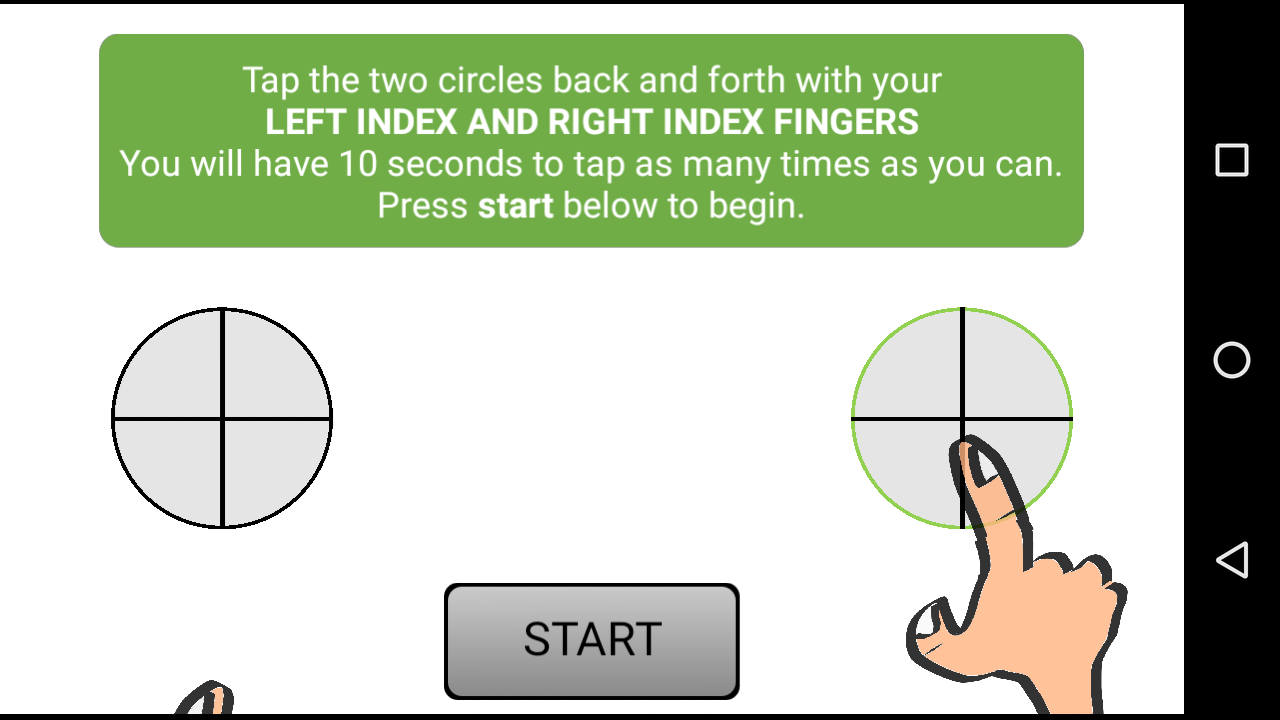 Tap the two circles back and forth with your
LEFT INDEX AND RIGHT INDEX FINGERS
You will have 10 seconds to tap as many times as you can.
Press start below to begin.
START